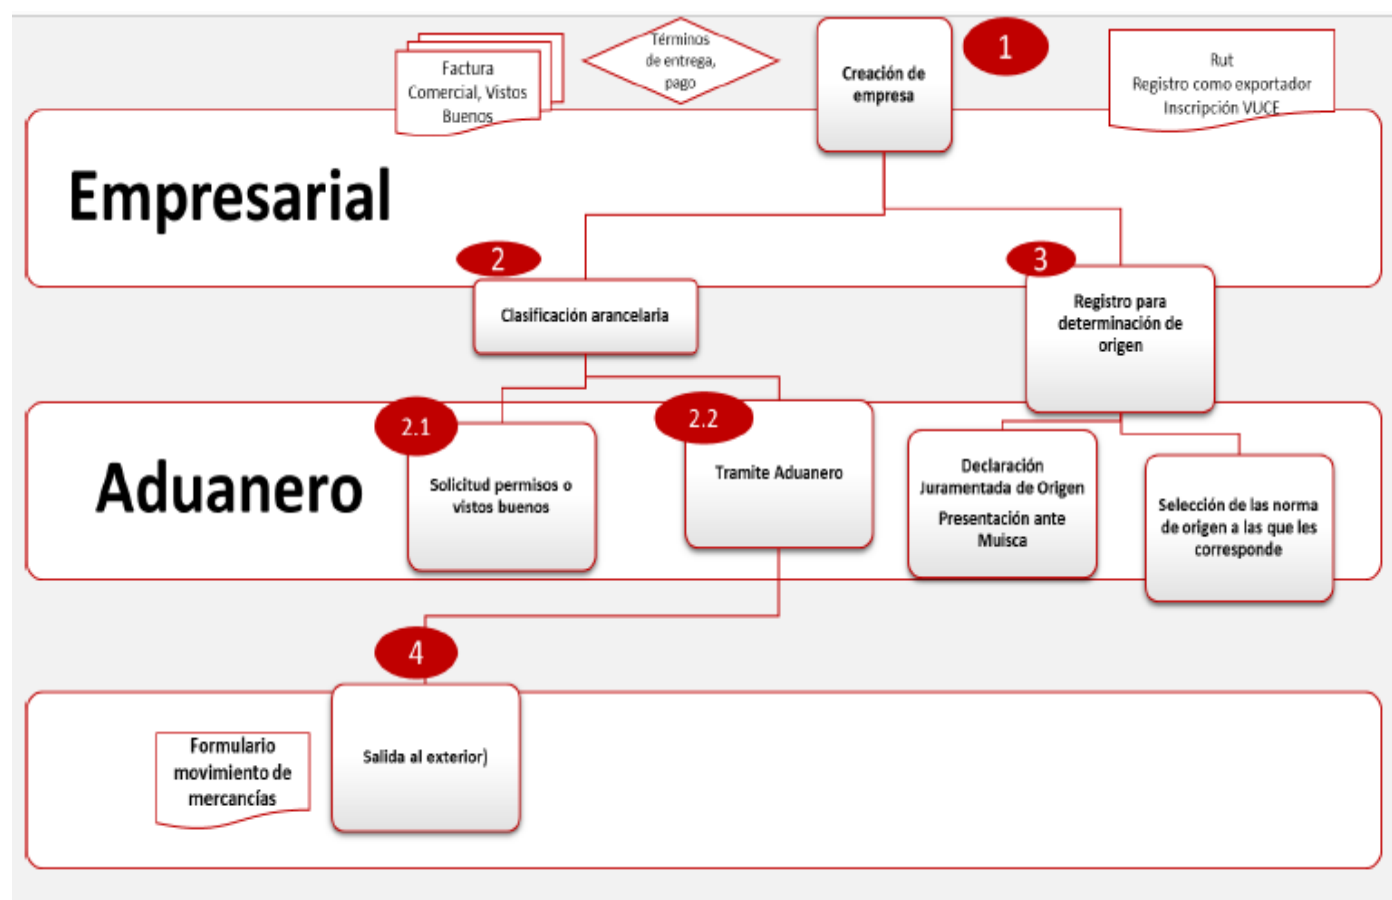 Factura
Comercial, Vistos
Buenos
Términos
de entrega,
pago
Creación de
empresa
1
Rut
Registro como exportador
Inscripción VUCE
Empresarial
2
Clasificación arancelaria
3
Registro para
determinación de
origen
Aduanero
2.1
Solicitud permisos o
vistos buenos
2.2
Tramite Aduanero
Declaración
Juramentada de Origen
Presentación ante
Muisca
Selección de las norma
de origen a las que les
corresponde
4
Formulario
movimiento de
mercancías
Salida al exterior)